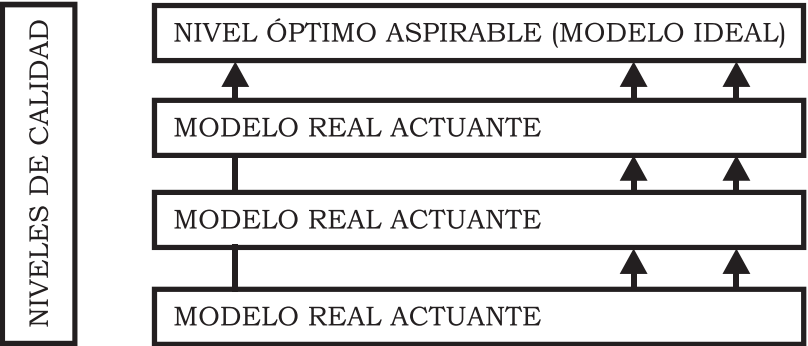 NIVELES DE CALIDAD
NIVEL ÓPTIMO ASPIRABLE (MODELO IDEAL)
MODELO REAL ACTUANTE
MODELO REAL ACTUANTE
MODELO REAL ACTUANTE